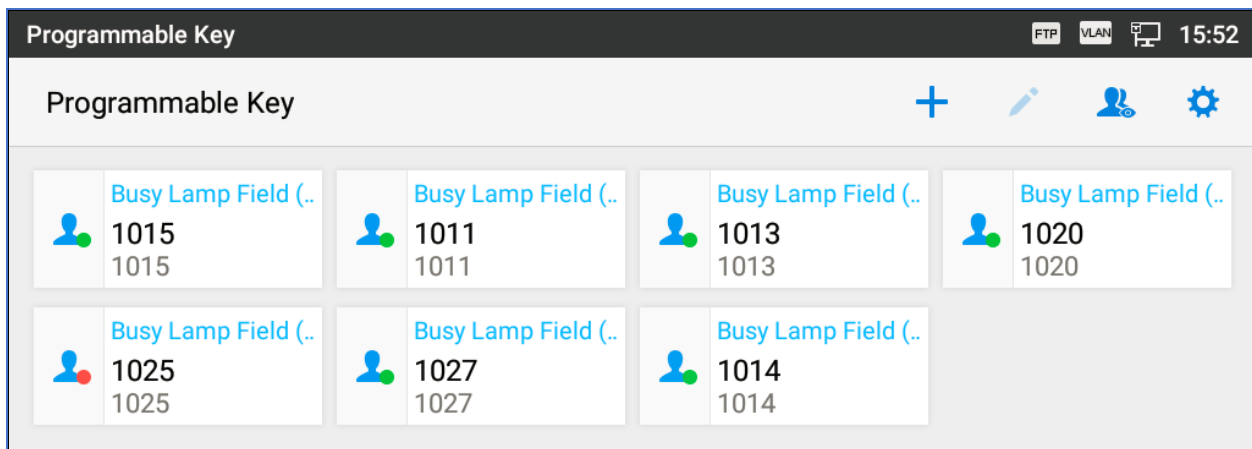 Programmable Key
FTP VLAN 15:52
Programmable Key
Busy Lamp Field (..
1015
1015
Busy Lamp Field (..
1011
1011
Busy Lamp Field (..
1013
1013
Busy Lamp Field (..
1020
1020
Busy Lamp Field (..
1025
1025
Busy Lamp Field (..
1027
1027
Busy Lamp Field (..
1014
1014